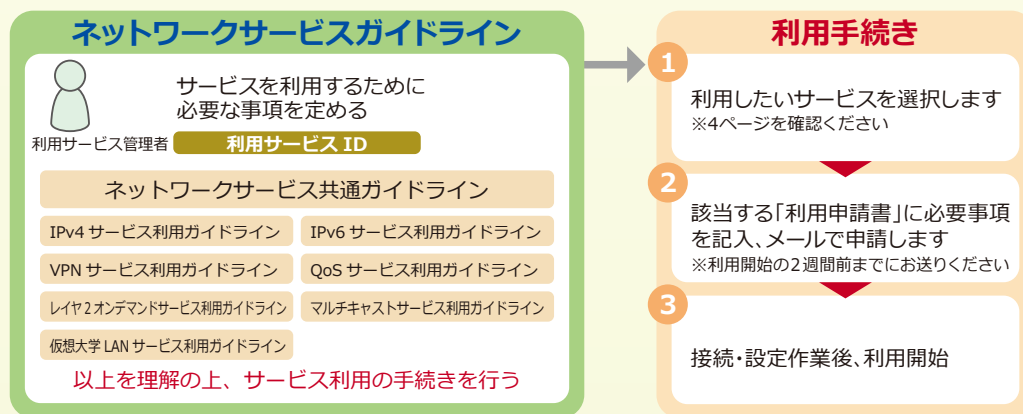 ネットワークサービスガイドライン
サービスを利用するために
必要な事項を定める
利用サービス管理者
利用サービス ID
ネットワークサービス共通ガイドライン
IPv4 サービス利用ガイドライン
IPv6 サービス利用ガイドライン
VPN サービス利用ガイドライン
QoS サービス利用ガイドライン
レイヤ2オンデマンドサービス利用ガイドライン
マルチキャストサービス利用ガイドライン
仮想大学 LAN サービス利用ガイドライン
以上を理解の上、サービス利用の手続きを行う
利用手続き
1
利用したいサービスを選択します
※4ページを確認ください
2
該当する「利用申請書」に必要事項
を記入、メールで申請します
※利用開始の2週間前までにお送りください
3
接続・設定作業後、利用開始